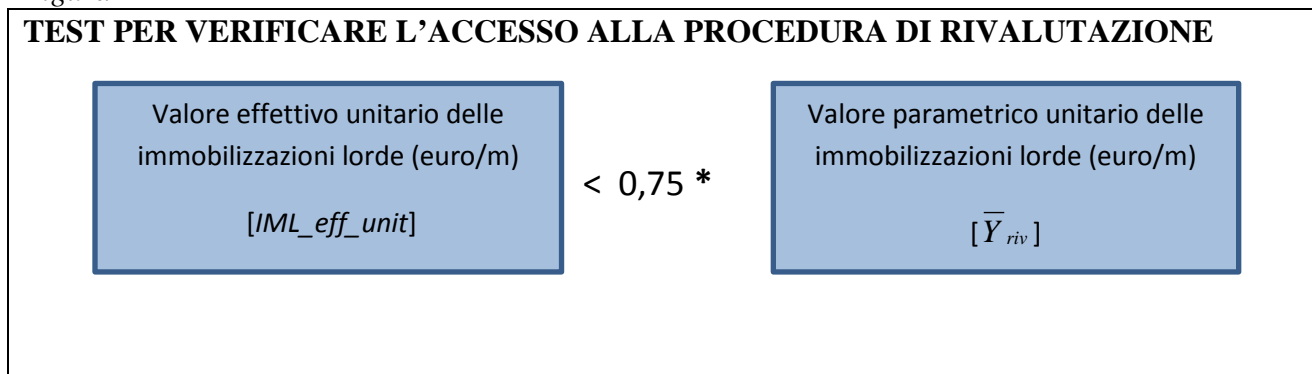 TEST PER VERIFICARE L’ACCESSO ALLA PROCEDURA DI RIVALUTAZIONE
Valore effettivo unitario delle
immobilizzazioni lorde (euro/m)
[IML_eff_unit]
< 0,75 *
Valore parametrico unitario delle
immobilizzazioni lorde (euro/m)
[Y̅ riv]